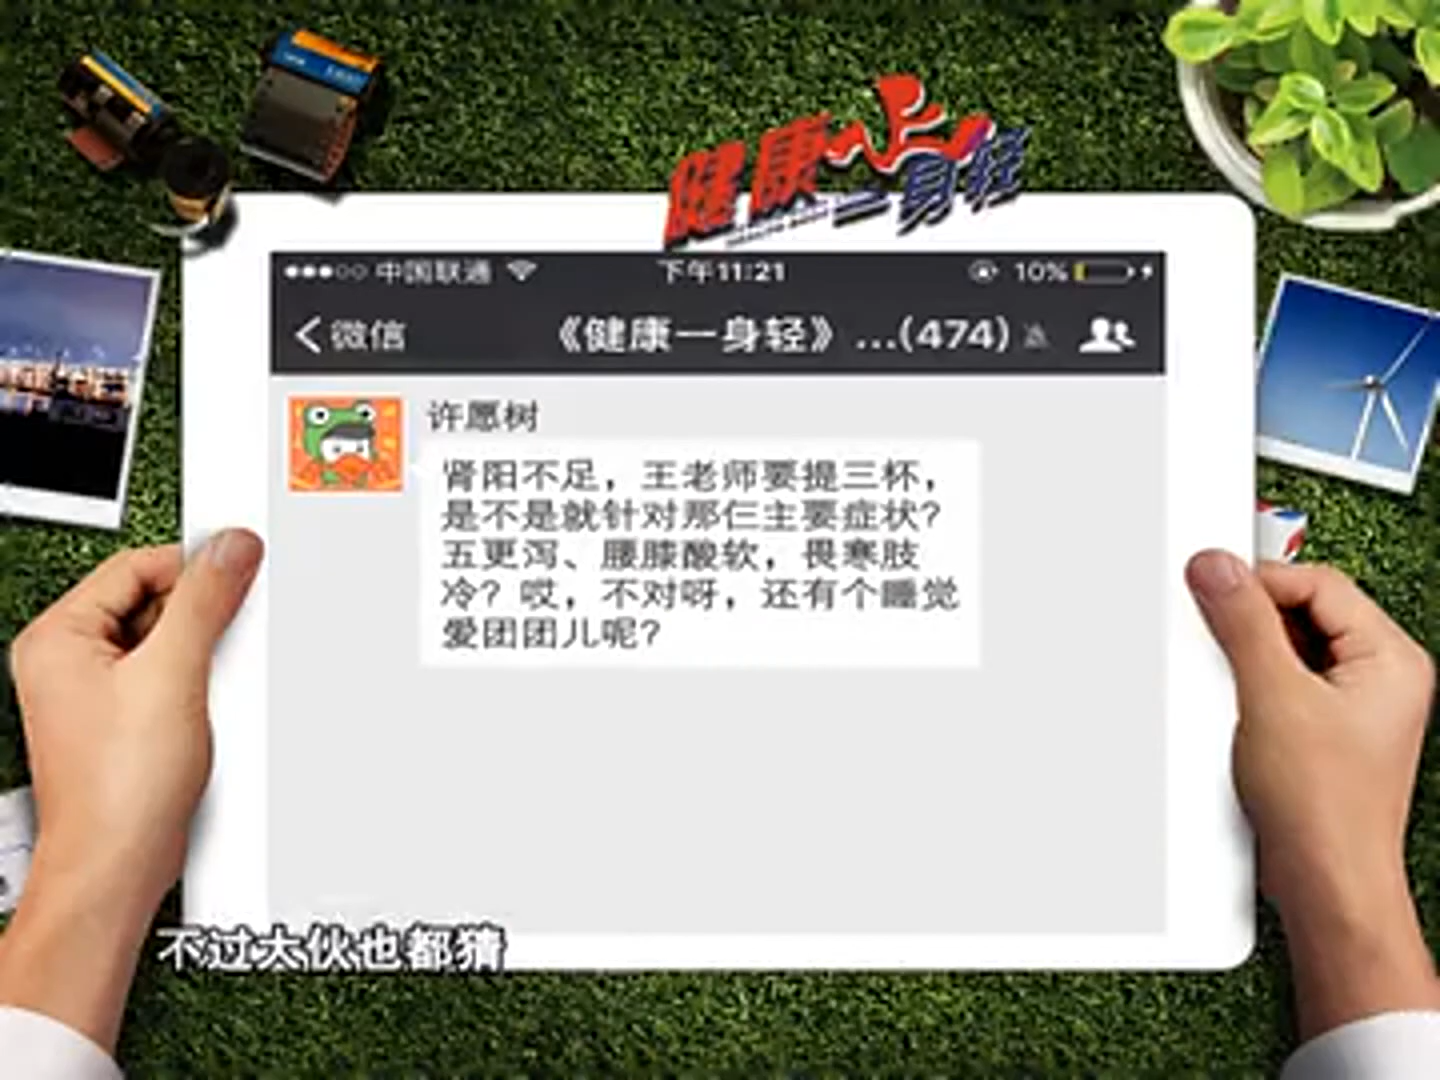 健康一身轻
中国联通 下午11:21 10%
微信 《健康一身轻》 ...(474)
许愿树
肾阳不足，王老师要提三杯，
是不是就针对那仨主要症状？
五更泻、腰膝酸软，畏寒肢
冷？哎，不对呀，还有个睡觉
爱团团儿呢？
不过大伙也都猜